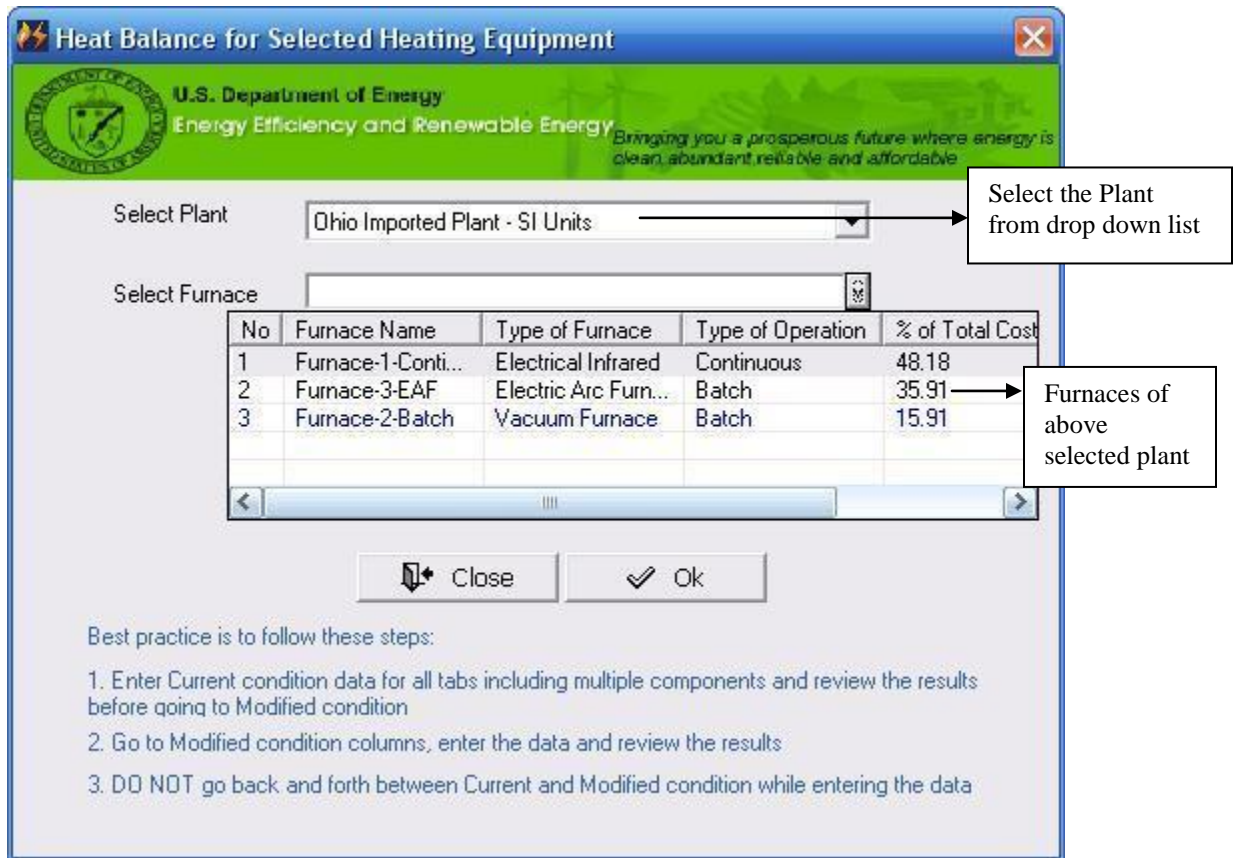 Heat Balance for Selected Heating Equipment
U.S. Department of Energy
Energy Efficiency and Renewable Energy
Bringing you a prosperous future where energy is
clean, abundant, reliable and affordable
Select Plant
Ohio Imported Plant - SI Units
Select the Plant
from drop down list
Select Furnace
No Furnace Name Type of Furnace Type of Operation % of Total Cost
1 Furnace-1-Conti... Electrical Infrared Continuous 48.18
2 Furnace-3-EAF Electric Arc Furn... Batch 35.91
3 Furnace-2-Batch Vacuum Furnace Batch 15.91
Furnaces of
above
selected plant
Close Ok
Best practice is to follow these steps:
1. Enter Current condition data for all tabs including multiple components and review the results
before going to Modified condition
2. Go to Modified condition columns, enter the data and review the results
3. DO NOT go back and forth between Current and Modified condition while entering the data